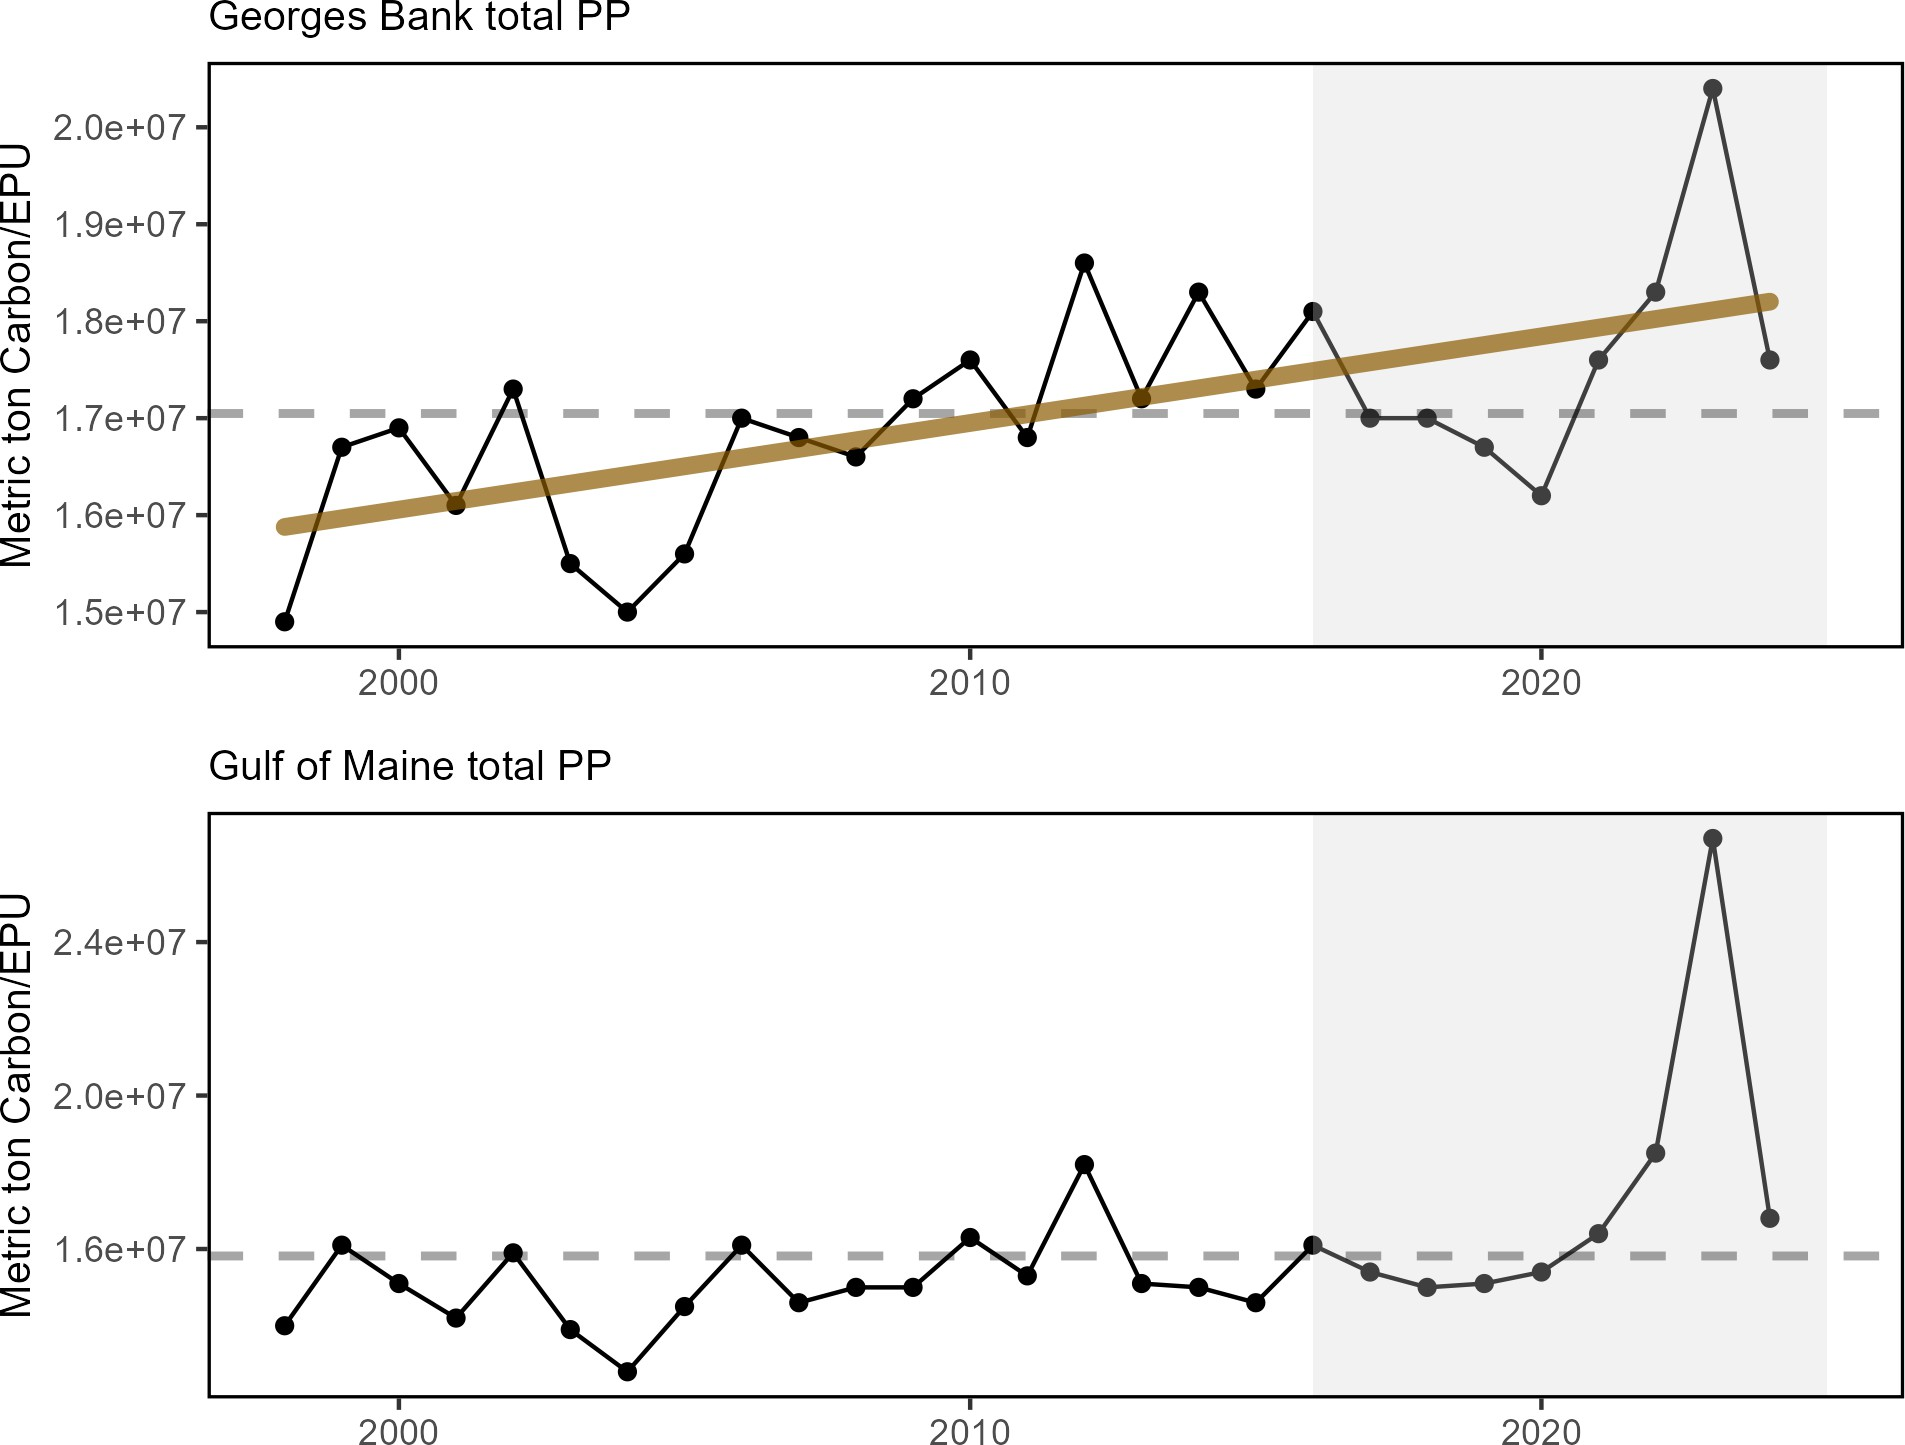 Georges Bank total PP
Metric ton Carbon/EPU
2.0e+07
1.9e+07
1.8e+07
1.7e+07
1.6e+07
1.5e+07
2000 2010 2020
Gulf of Maine total PP
Metric ton Carbon/EPU
2.4e+07
2.0e+07
1.6e+07
2000 2010 2020